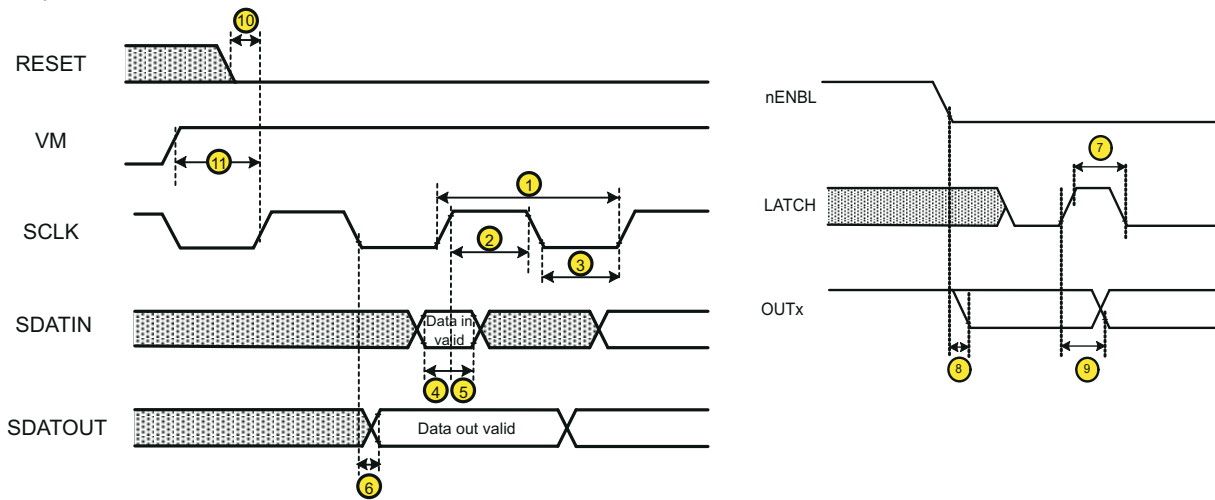 10
RESET
VM
11
1
SCLK
2
3
SDATIN
Data in
valid
4
5
SDATOUT
Data out valid
6
nENBL
7
LATCH
OUTx
8
9